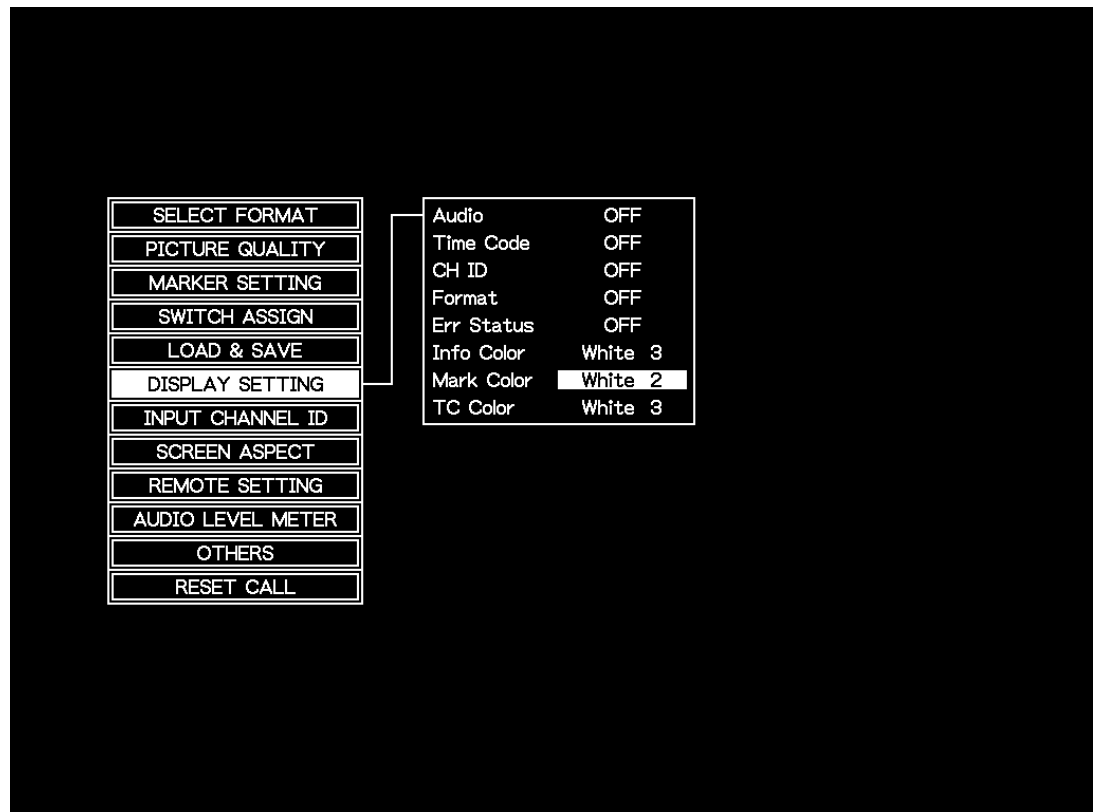 SELECT FORMAT
PICTURE QUALITY
MARKER SETTING
SWITCH ASSIGN
LOAD & SAVE
DISPLAY SETTING
INPUT CHANNEL ID
SCREEN ASPECT
REMOTE SETTING
AUDIO LEVEL METER
OTHERS
RESET CALL
Audio OFF
Time Code OFF
CH ID OFF
Format OFF
Err Status OFF
Info Color White 3
Mark Color White 2
TC Color White 3